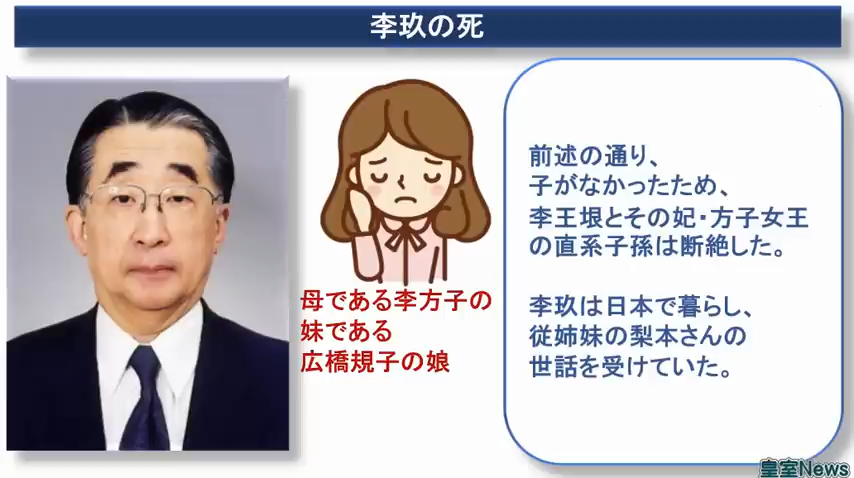 李玖の死
母である李方子の
妹である
広橋規子の娘
前述の通り、
子がなかったため、
李王垠とその妃・方子女王
の直系子孫は断絶した。
李玖は日本で暮らし、
従姉妹の梨本さんの
世話を受けていた。
皇室News